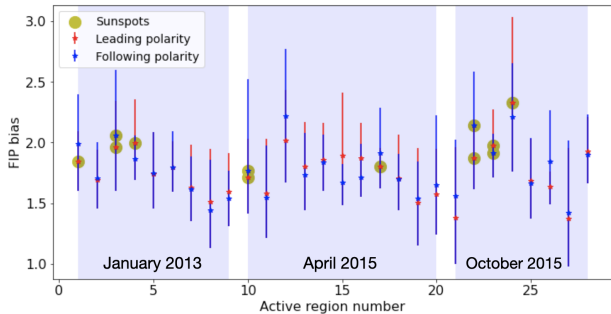 3.0
2.5
2.0
1.5
1.0
FIP bias
Sunspots
Leading polarity
Following polarity
January 2013
April 2015
October 2015
0
5
10
15
20
25
Active region number